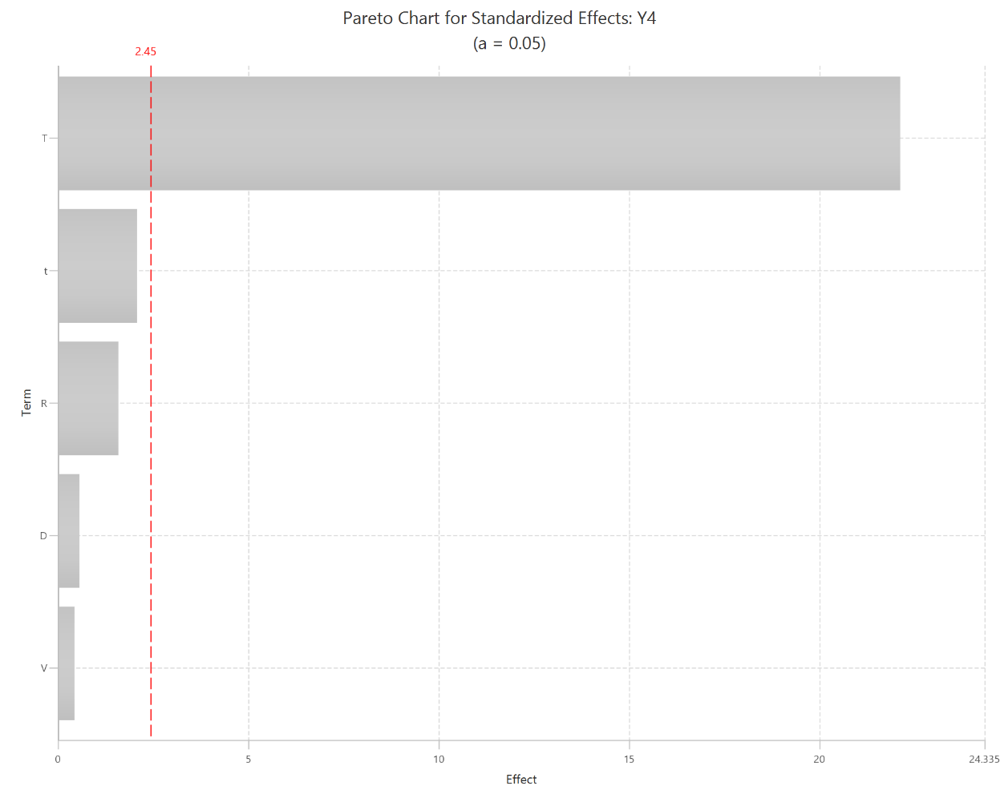 Pareto Chart for Standardized Effects: Y4
(a = 0.05)
2.45
T
t
R
D
V
Term
0
5
10
15
20
24.335
Effect